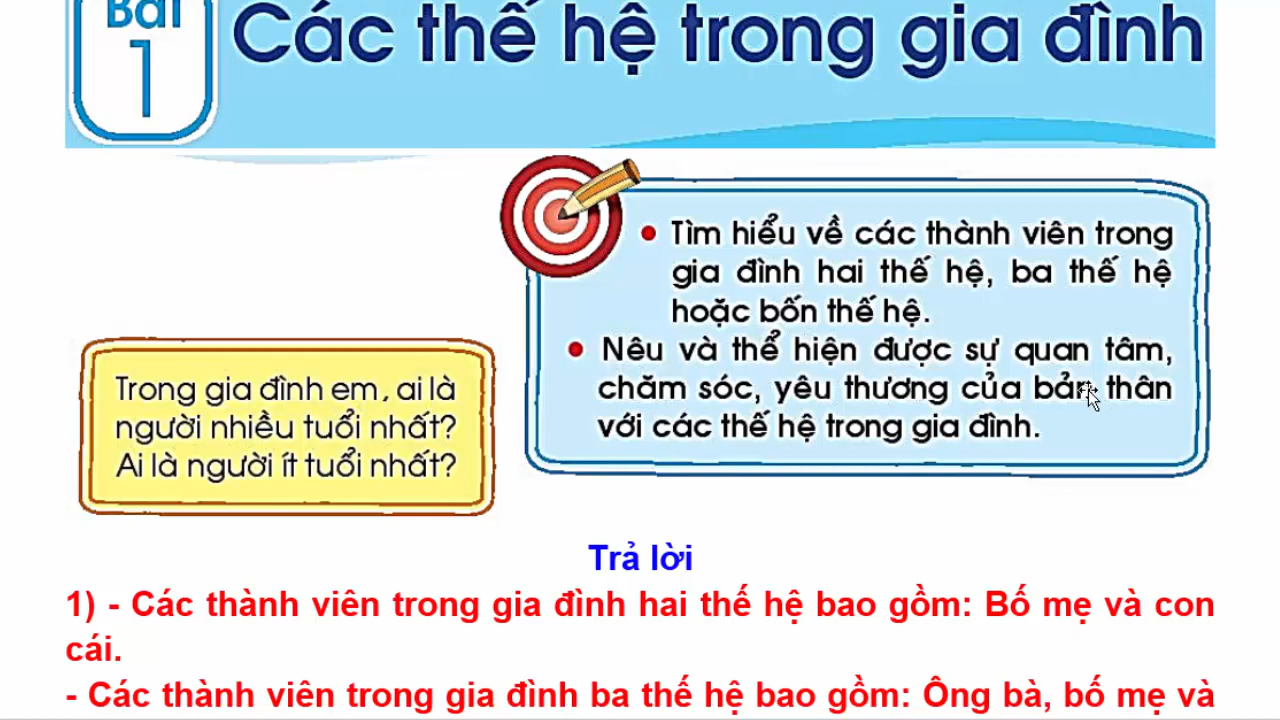 Bài
1
Các thế hệ trong gia đình
Tìm hiểu về các thành viên trong
gia đình hai thế hệ, ba thế hệ
hoặc bốn thế hệ.
Nêu và thể hiện được sự quan tâm,
chăm sóc, yêu thương của bản thân
với các thế hệ trong gia đình.
Trong gia đình em, ai là
người nhiều tuổi nhất?
Ai là người ít tuổi nhất?
Trả lời
1) - Các thành viên trong gia đình hai thế hệ bao gồm: Bố mẹ và con
cái.
- Các thành viên trong gia đình ba thế hệ bao gồm: Ông bà, bố mẹ và